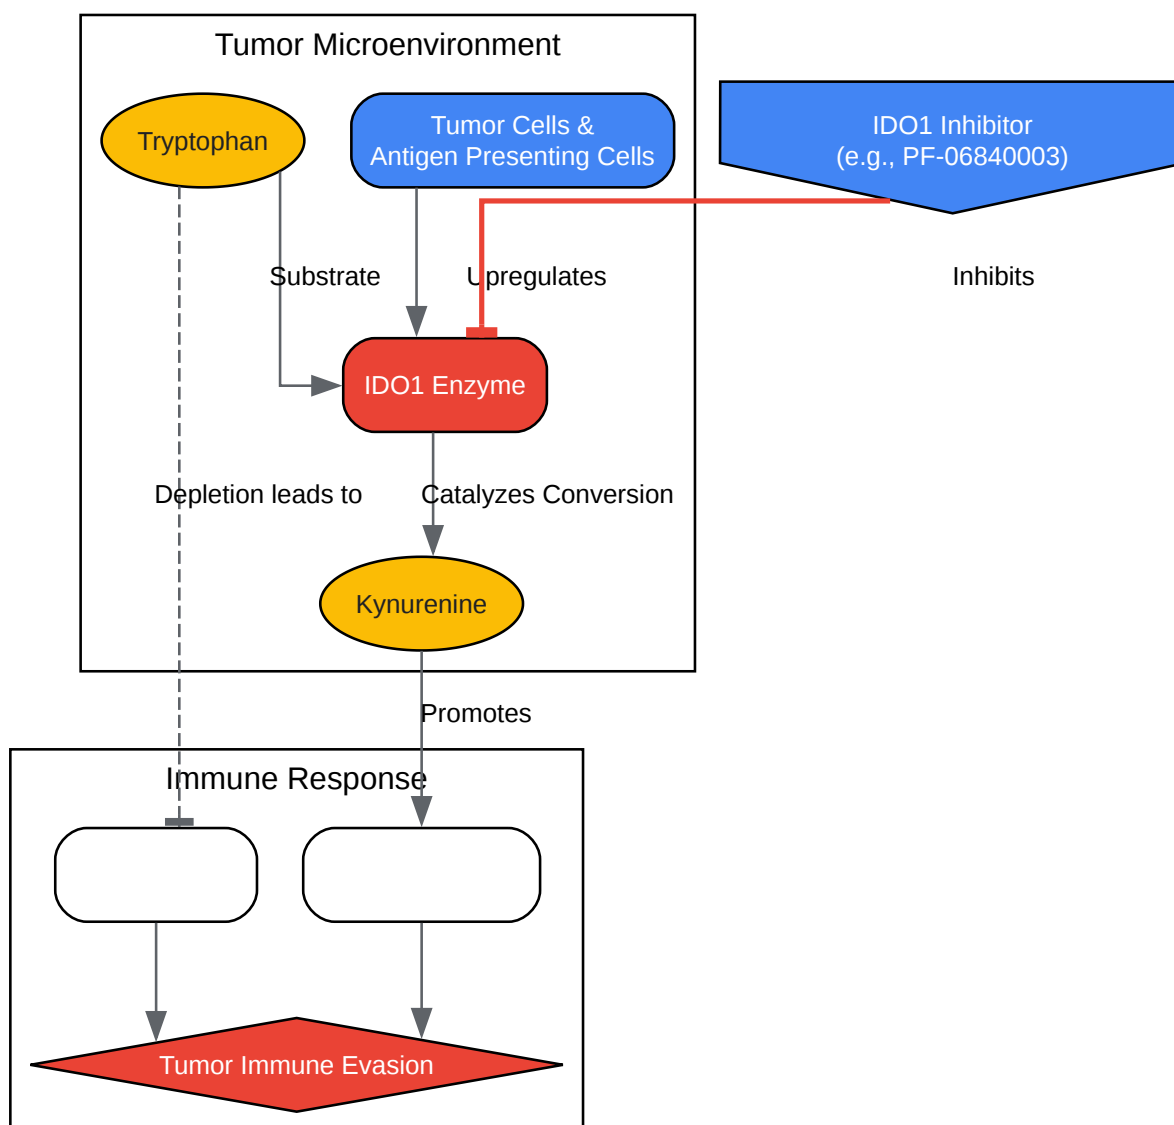 Tumor Microenvironment
Tryptophan
Tumor Cells &
Antigen Presenting Cells
IDO1 Inhibitor
(e.g., PF-06840003)
Substrate
Upregulates
Inhibits
IDO1 Enzyme
Depletion leads to
Catalyzes Conversion
Kynurenine
Promotes
Immune Response
Tumor Immune Evasion